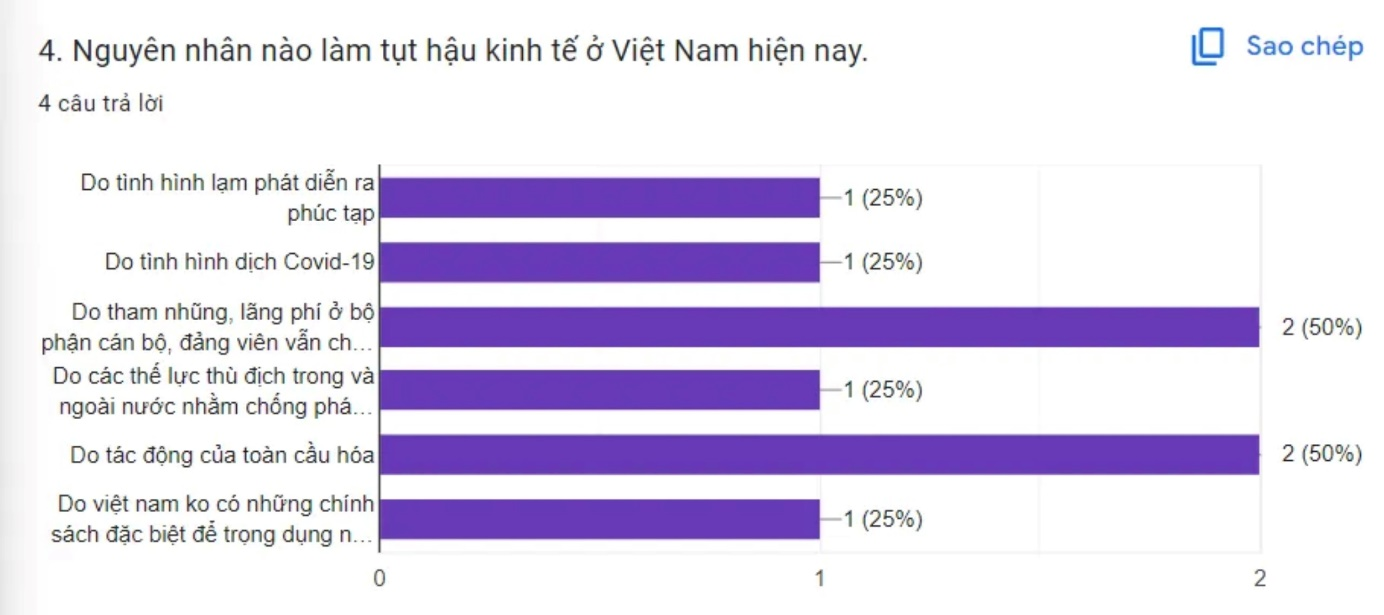 4. Nguyên nhân nào làm tụt hậu kinh tế ở Việt Nam hiện nay.
Sao chép
4 câu trả lời
Do tình hình lạm phát diễn ra
phúc tạp
1 (25%)
Do tình hình dịch Covid-19
1 (25%)
Do tham nhũng, lãng phí ở bộ
phận cán bộ, đảng viên vẫn ch...
2 (50%)
Do các thế lực thù địch trong và
ngoài nước nhằm chống phá...
1 (25%)
Do tác động của toàn cầu hóa
2 (50%)
Do việt nam ko có những chính
sách đặc biệt để trọng dụng n...
1 (25%)
0
1
2